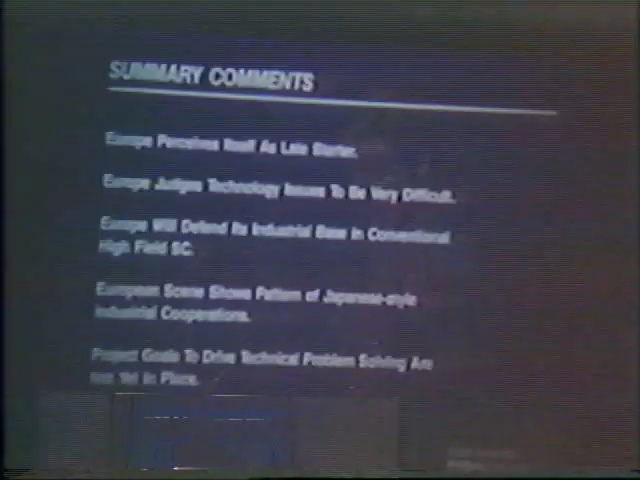 SUMMARY COMMENTS
Europe Perceives Itself As Late Starter.
Europe Judges Technology Issues To Be Very Difficult.
Europe Will Defend Its Industrial Base In Conventional
High Field SC.
European Scene Shows Pattern of Japanese-style
Industrial Cooperations.
Project Goals To Drive Technical Problem Solving Are
not Yet In Place.